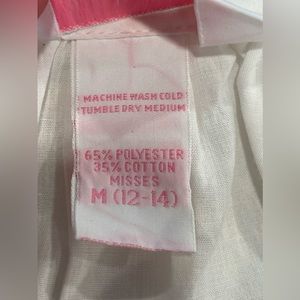 MACHINE WASH COLD
TUMBLE DRY MEDIUM
65% POLYESTER
35% COTTON
MISSES
M (12-14)